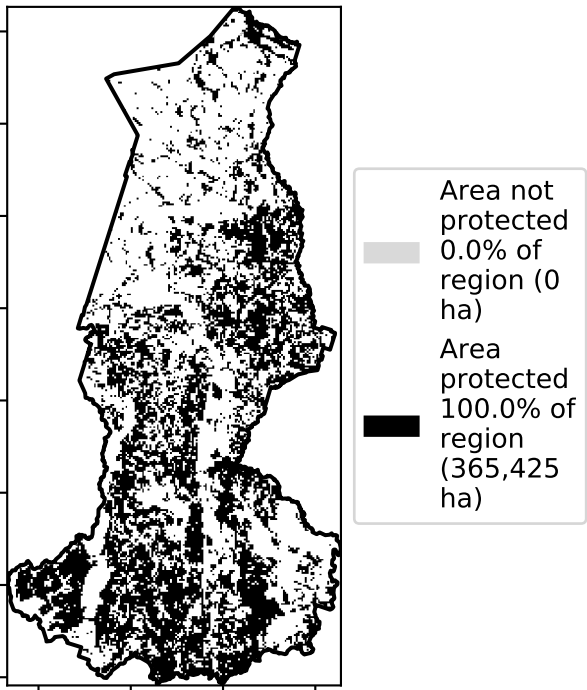 Area not
protected
0.0% of
region (0
ha)
Area
protected
100.0% of
region
(365,425
ha)